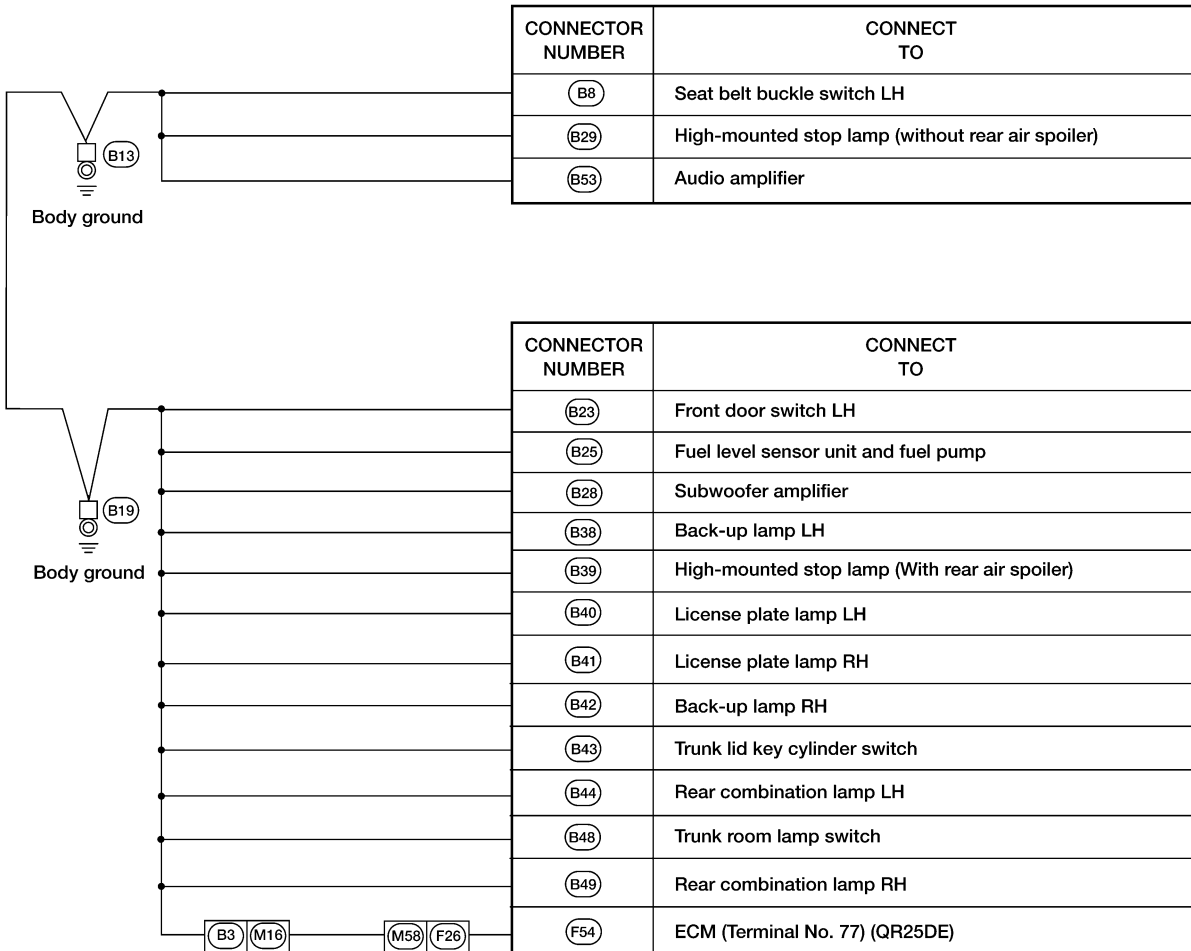 CONNECTOR NUMBER CONNECT TO
B8 Seat belt buckle switch LH
B29 High-mounted stop lamp (without rear air spoiler)
B53 Audio amplifier
B13
Body ground
CONNECTOR NUMBER CONNECT TO
B23 Front door switch LH
B25 Fuel level sensor unit and fuel pump
B28 Subwoofer amplifier
B38 Back-up lamp LH
B39 High-mounted stop lamp (With rear air spoiler)
B40 License plate lamp LH
B41 License plate lamp RH
B42 Back-up lamp RH
B43 Trunk lid key cylinder switch
B44 Rear combination lamp LH
B48 Trunk room lamp switch
B49 Rear combination lamp RH
B3 M16 M58 F26 F54 ECM (Terminal No. 77) (QR25DE)
B19
Body ground